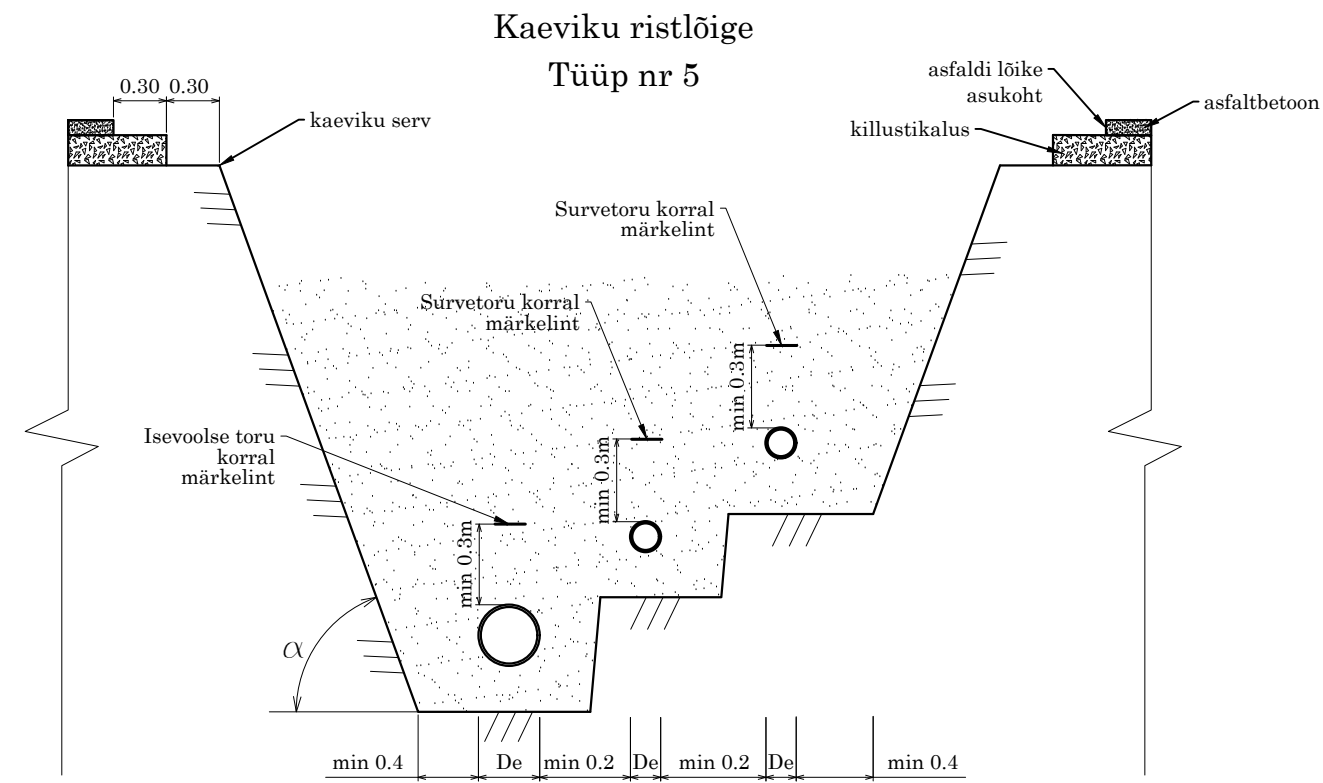 Kaeviku ristlõige
Tüüp nr 5
0.30 0.30
kaeviku serv
asfaldi lõike
asukoht
asfaltbetoon
killustikalus
Survetoru korral
märkelint
Survetoru korral
märkelint
min 0.3m
min 0.3m
Isevoolse toru
korral
märkelint
min 0.3m
α
min 0.4 De min 0.2 De min 0.2 De min 0.4